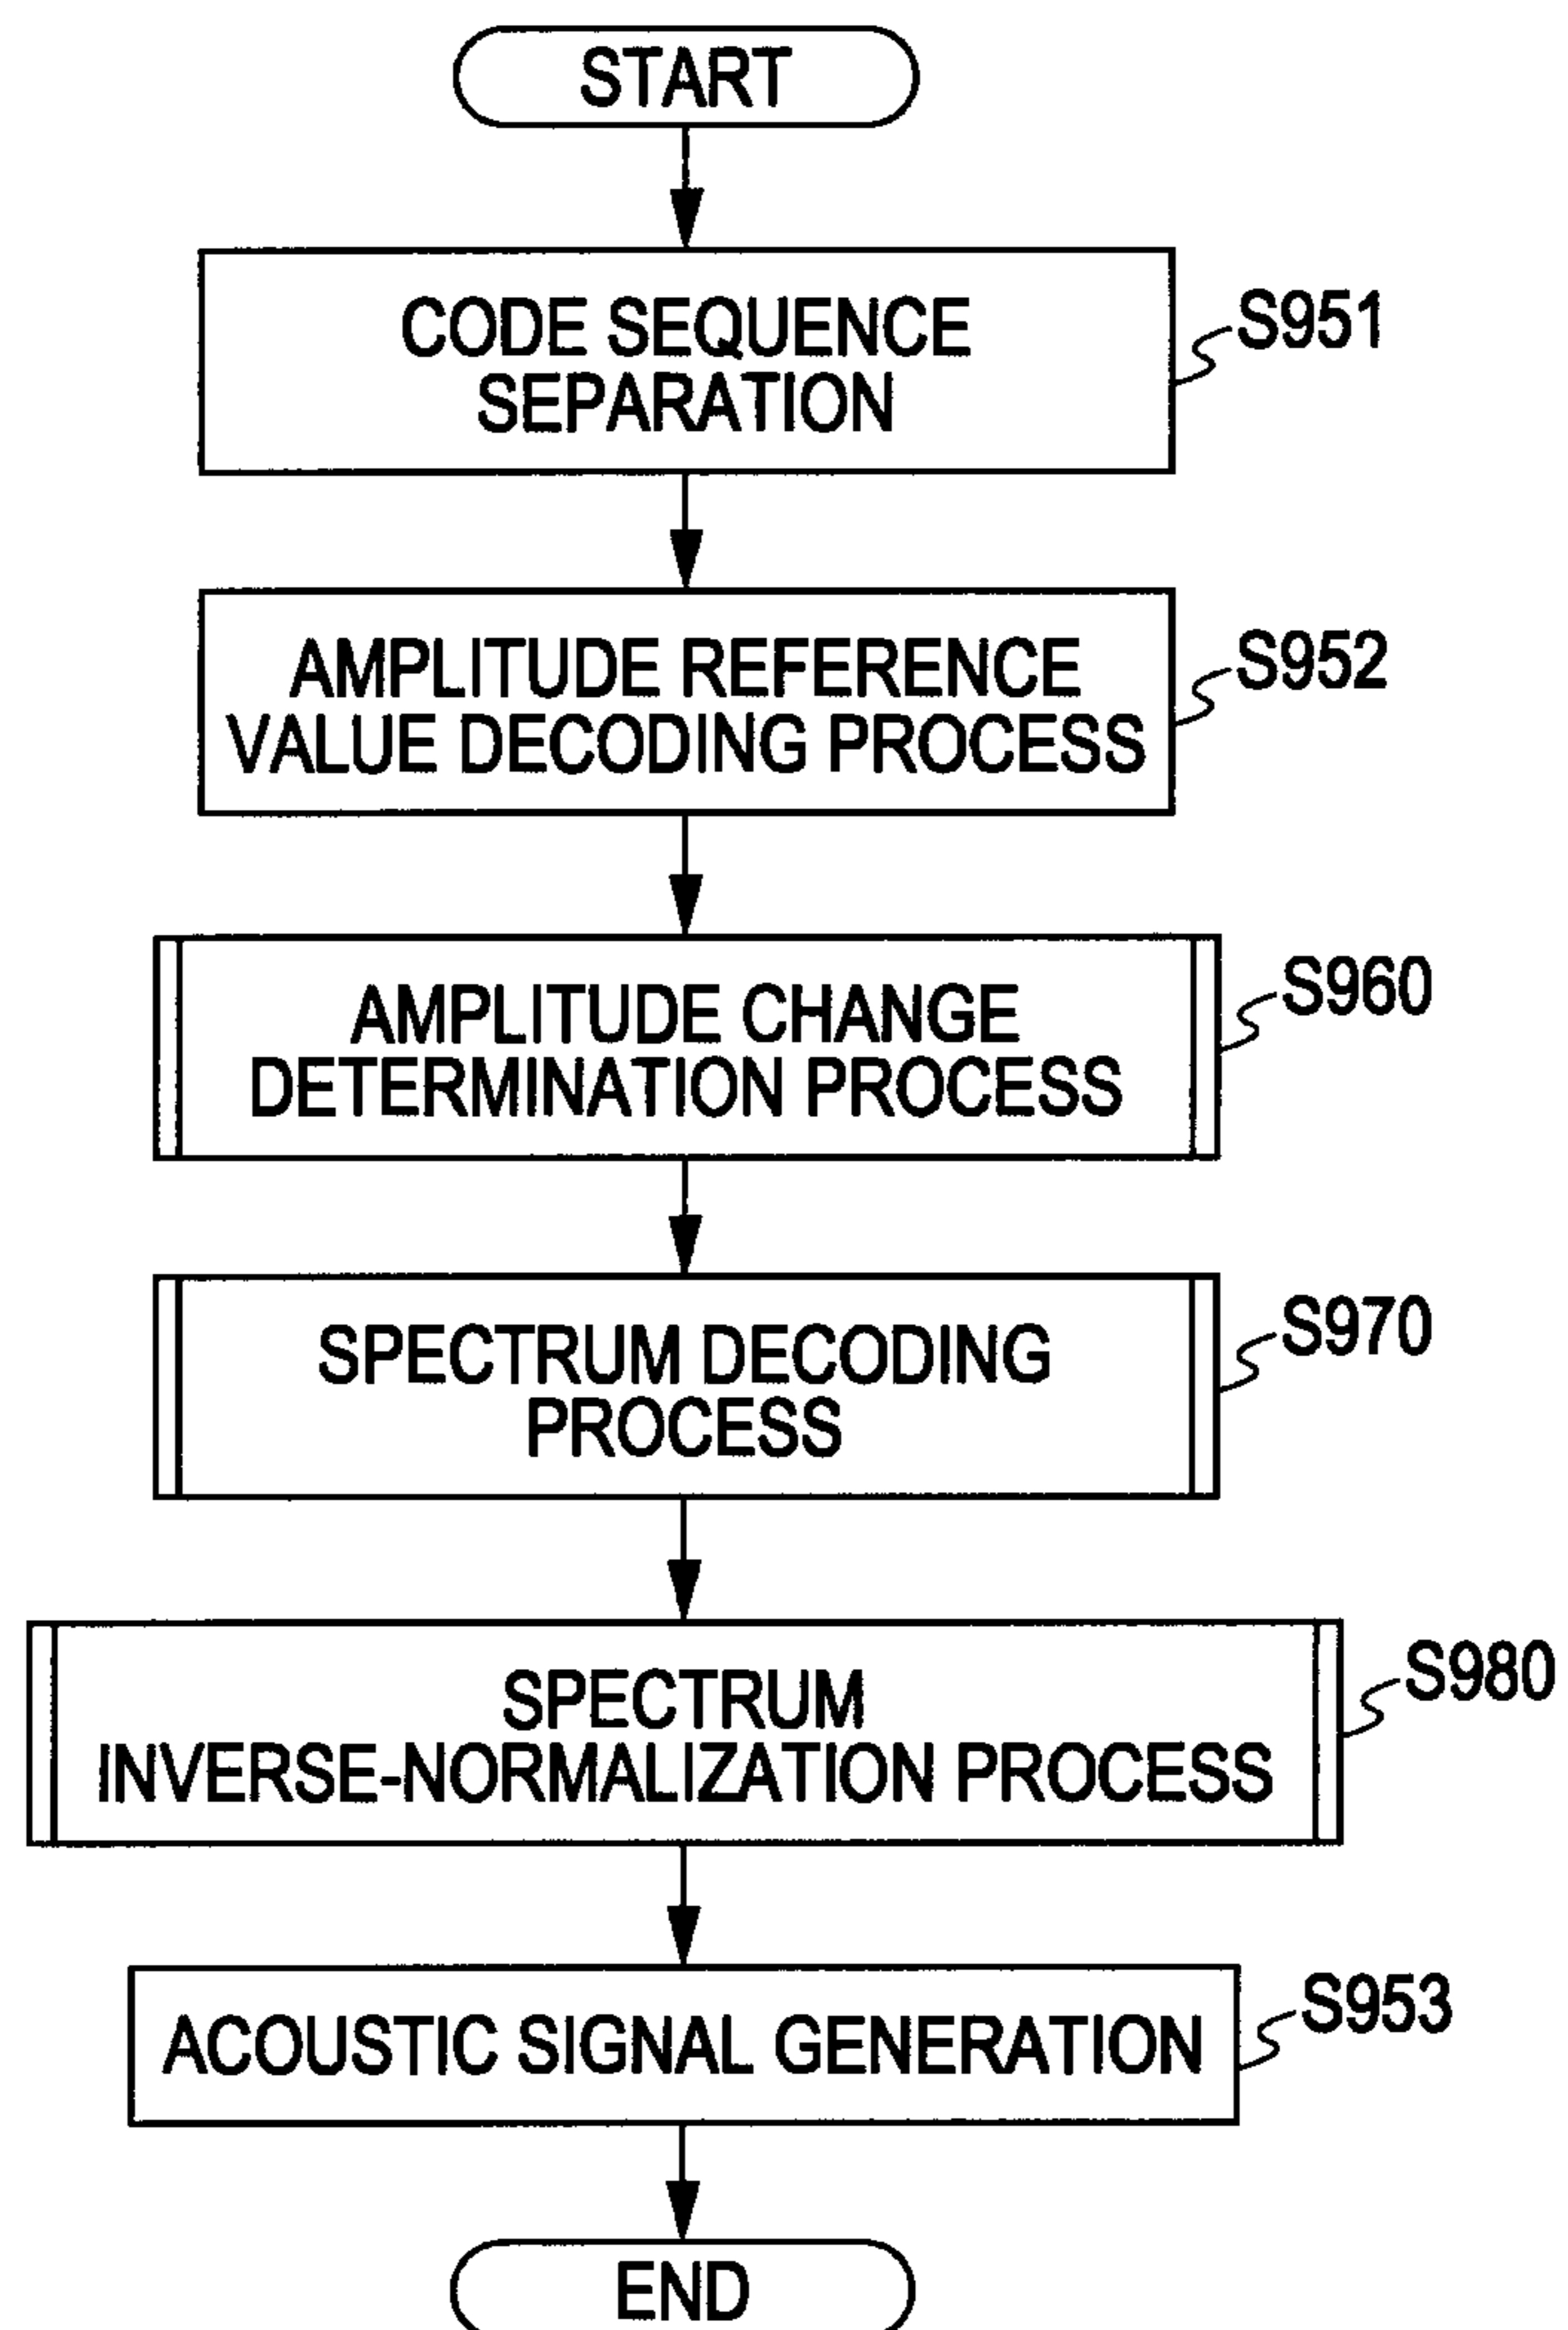 START
CODE SEQUENCE
SEPARATION
S951
AMPLITUDE REFERENCE
VALUE DECODING PROCESS
S952
AMPLITUDE CHANGE
DETERMINATION PROCESS
S960
SPECTRUM DECODING
PROCESS
S970
SPECTRUM
INVERSE-NORMALIZATION PROCESS
S980
ACOUSTIC SIGNAL GENERATION
S953
END